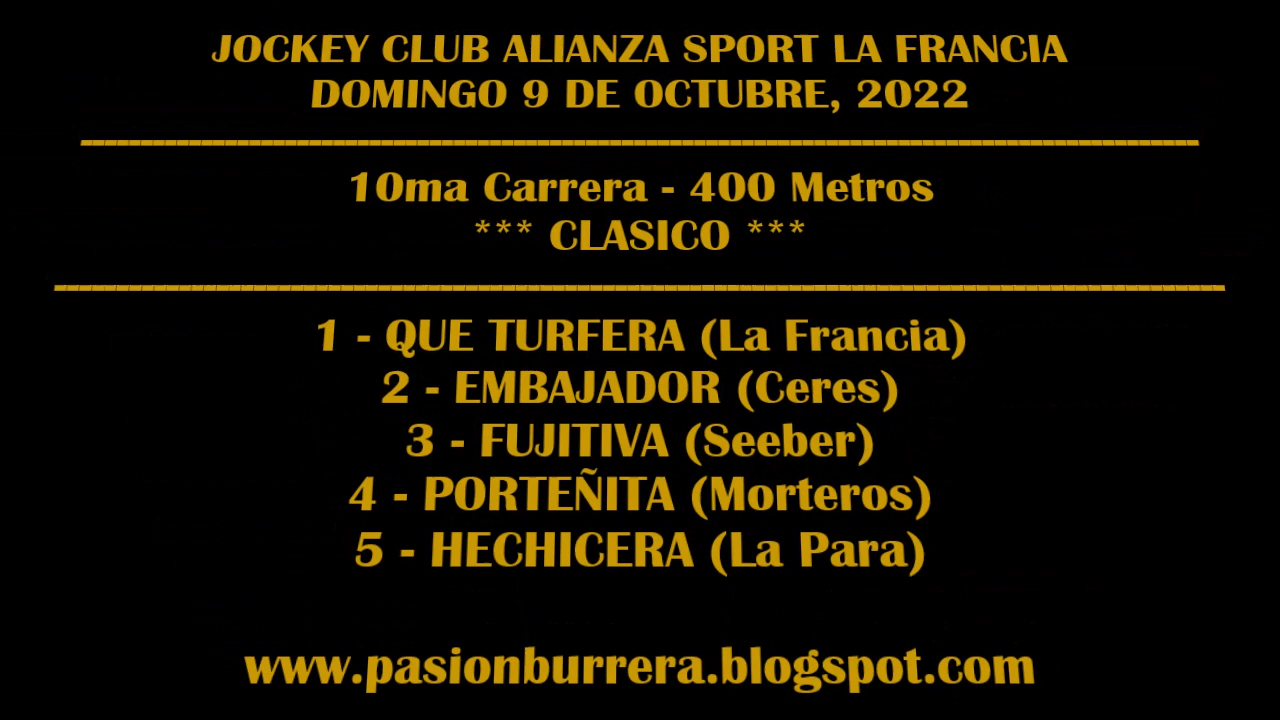 JOCKEY CLUB ALIANZA SPORT LA FRANCIA
DOMINGO 9 DE OCTUBRE, 2022
10ma Carrera - 400 Metros
*** CLASICO ***
1 - QUE TURFERA (La Francia)
2 - EMBAJADOR (Ceres)
3 - FUJITIVA (Seeber)
4 - PORTEÑITA (Morteros)
5 - HECHICERA (La Para)
www.pasionburrera.blogspot.com